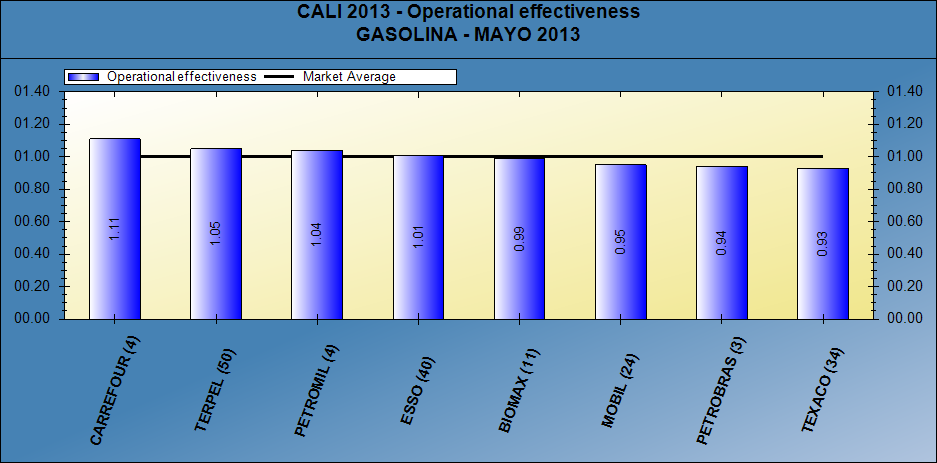 CALI 2013 - Operational effectiveness
GASOLINA - MAYO 2013
Operational effectiveness Market Average
01.40 01.40
01.20 01.20
01.00 01.00
00.80 00.80
00.60 00.60
00.40 00.40
00.20 00.20
00.00 00.00
1.11 1.05 1.04 1.01 0.99 0.95 0.94 0.93
CARREFOUR (4)
TERPEL (50)
PETROMIL (4)
ESSO (40)
BIOMAX (11)
MOBIL (24)
PETROBRAS (3)
TEXACO (34)